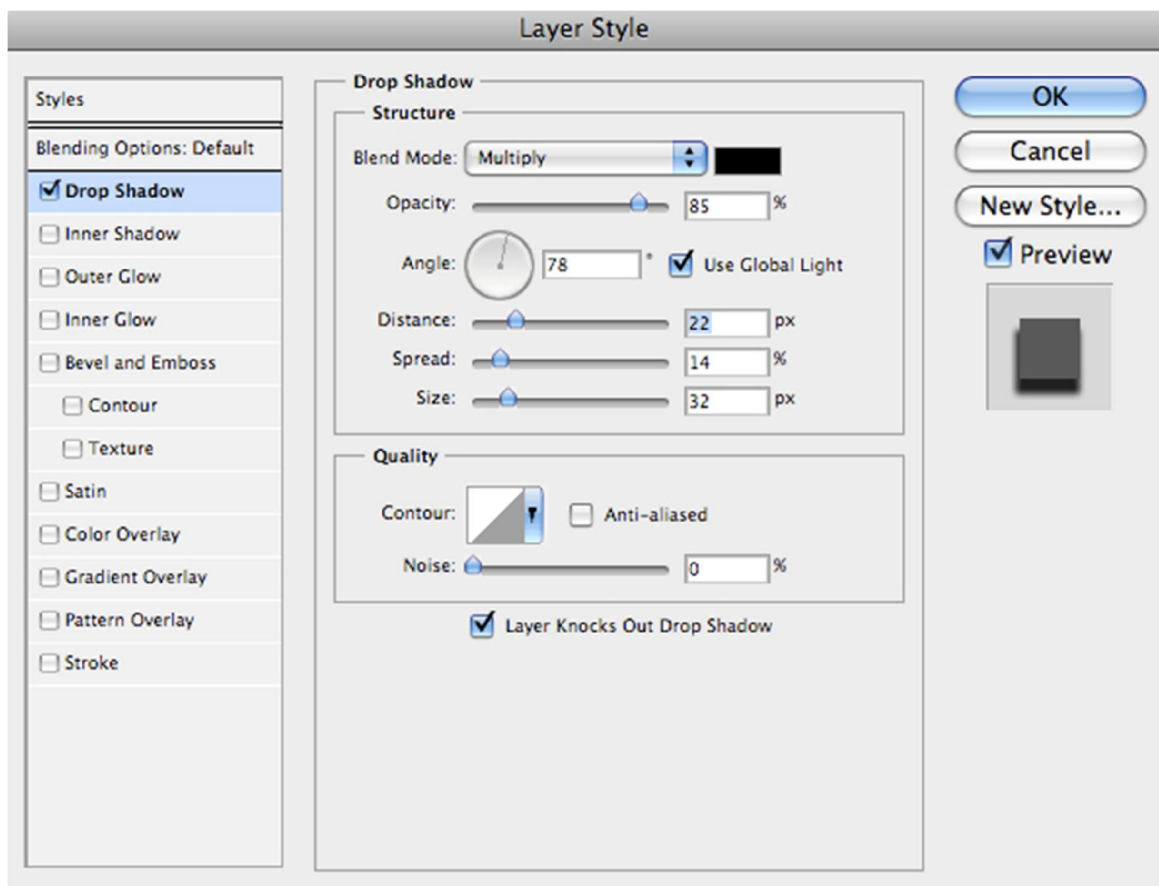 Layer Style
Styles
Blending Options: Default
Drop Shadow
Inner Shadow
Outer Glow
Inner Glow
Bevel and Emboss
Contour
Texture
Satin
Color Overlay
Gradient Overlay
Pattern Overlay
Stroke
Drop Shadow
Structure
Blend Mode: Multiply
Opacity: 85 %
Angle: 78 ° Use Global Light
Distance: 22 px
Spread: 14 %
Size: 32 px
Quality
Contour: Anti-aliased
Noise: 0 %
Layer Knocks Out Drop Shadow
OK
Cancel
New Style...
Preview